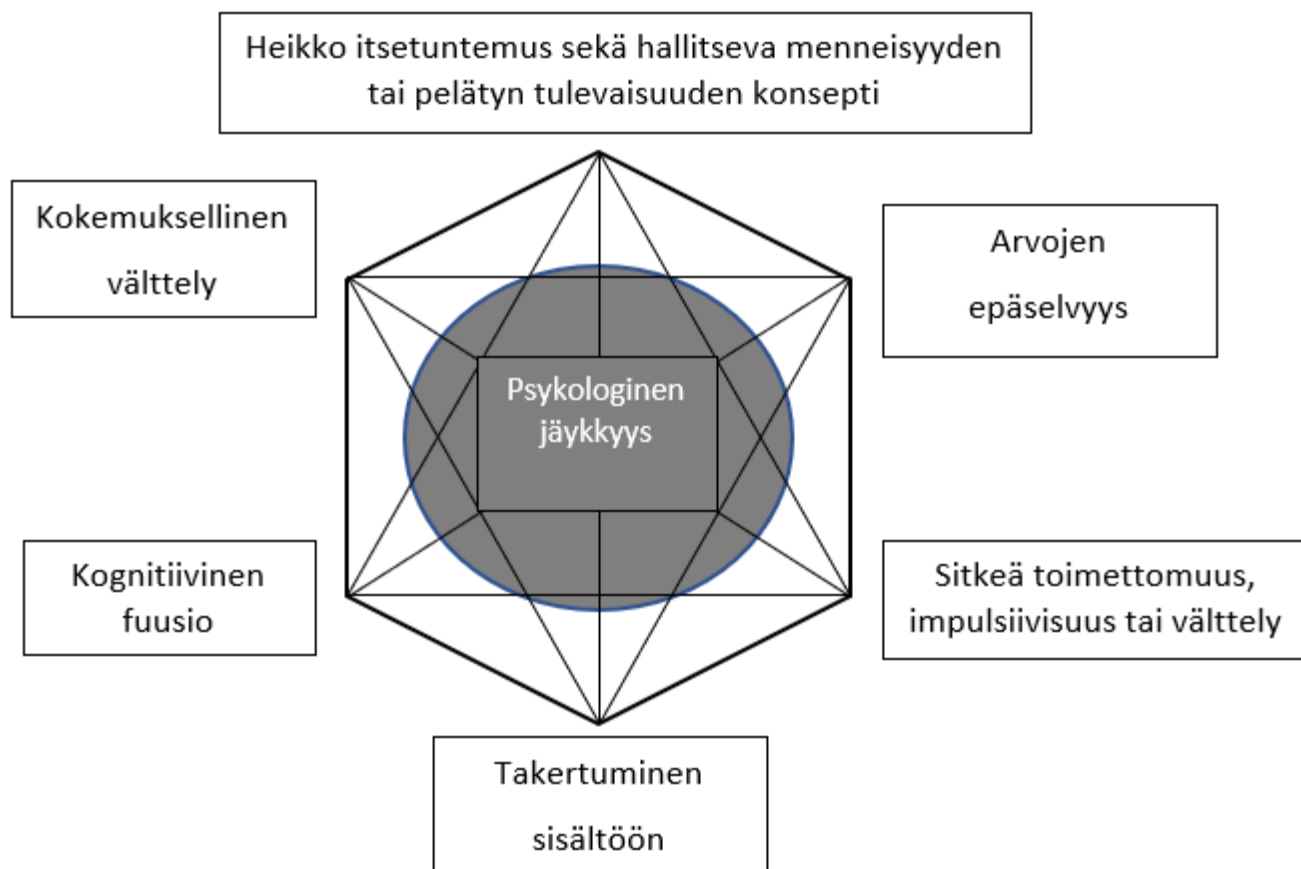 Heikko itsetuntemus sekä hallitseva menneisyyden
tai pelätyn tulevaisuuden konsepti
Kokemuksellinen
välttely
Arvojen
epäselvyys
Psykologinen
jäykkyys
Kognitiivinen
fuusio
Sitkeä toimettomuus,
impulsiivisuus tai välttely
Takertuminen
sisältöön